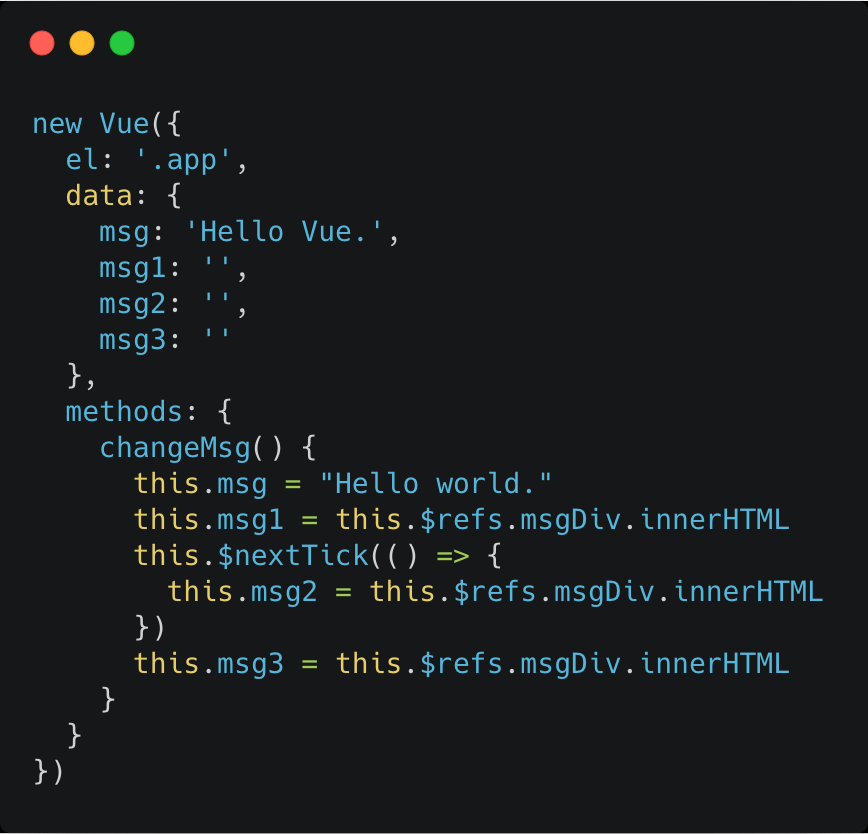 new Vue({
  el: '.app',
  data: {
    msg: 'Hello Vue.',
    msg1: '',
    msg2: '',
    msg3: ''
  },
  methods: {
    changeMsg() {
      this.msg = "Hello world."
      this.msg1 = this.$refs.msgDiv.innerHTML
      this.$nextTick(() => {
        this.msg2 = this.$refs.msgDiv.innerHTML
      })
      this.msg3 = this.$refs.msgDiv.innerHTML
    }
  }
})